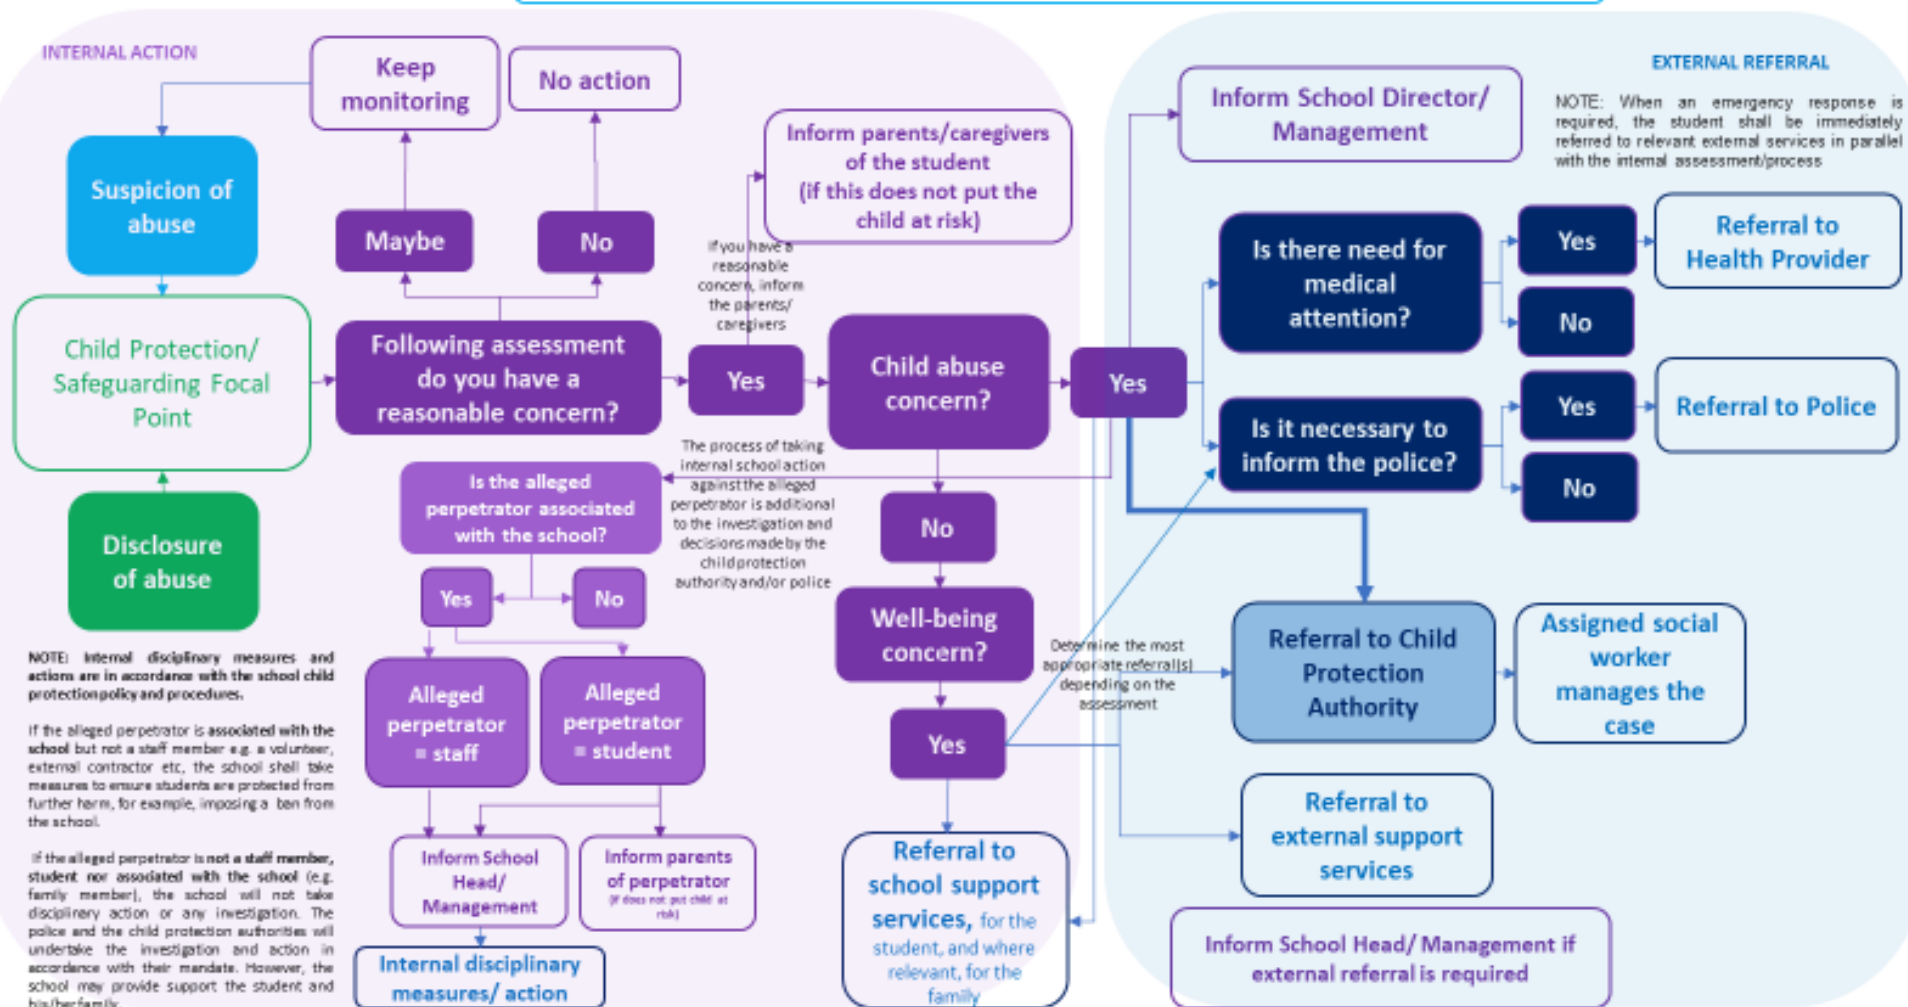 INTERNAL ACTION
Keep
monitoring
No action
Suspicion of
abuse
Maybe
No
Inform parents/caregivers
of the student
(if this does not put the
child at risk)
If you have a
reasonable
concern, inform
the parents/
caregivers
Child Protection/
Safeguarding Focal
Point
Following assessment
do you have a
reasonable concern?
Yes
Child abuse
concern?
Yes
Disclosure
of abuse
Is the alleged
perpetrator associated
with the school?
The process of taking
internal school action
against the alleged
perpetrator is additional
to the investigation and
decisions made by the
child protection
authority and/or police
No
Yes
No
Well-being
concern?
Alleged
perpetrator
= staff
Alleged
perpetrator
= student
Yes
Determine the most
appropriate referral(s)
depending on the
assessment
Inform School
Head/
Management
Inform parents
of perpetrator
(if does not put child at
risk)
Internal disciplinary
measures/ action
Referral to
school support
services, for the
student, and where
relevant, for the
family
NOTE: Internal disciplinary measures and
actions are in accordance with the school child
protection policy and procedures.
If the alleged perpetrator is associated with the
school but not a staff member e.g. a volunteer,
external contractor etc, the school shall take
measures to ensure students are protected from
further harm, for example, imposing a ban from
the school.
If the alleged perpetrator is not a staff member,
student nor associated with the school (e.g.
family member), the school will not take
disciplinary action or any investigation. The
police and the child protection authorities will
undertake the investigation and action in
accordance with their mandate. However, the
school may provide support the student and
his/her family.
EXTERNAL REFERRAL
NOTE: When an emergency response is
required, the student shall be immediately
referred to relevant external services in parallel
with the internal assessment/process
Inform School Director/
Management
Is there need for
medical
attention?
Yes
Referral to
Health Provider
No
Is it necessary to
inform the police?
Yes
Referral to Police
No
Referral to Child
Protection
Authority
Assigned social
worker
manages the
case
Referral to
external support
services
Inform School Head/ Management if
external referral is required